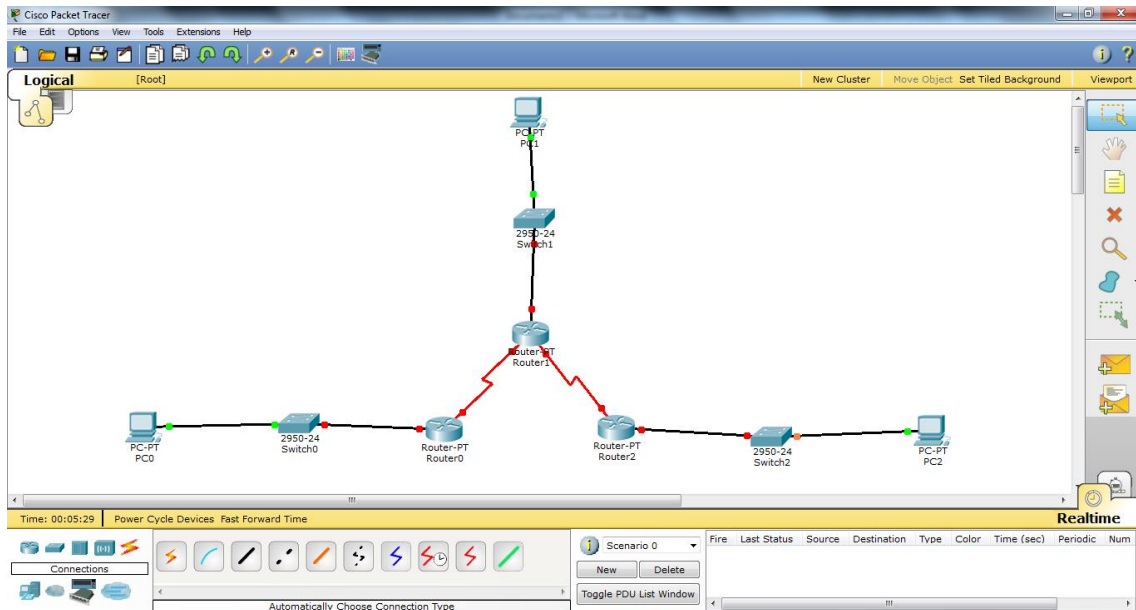 Cisco Packet Tracer
File Edit Options View Tools Extensions Help
Logical [Root] New Cluster Move Object Set Tiled Background Viewport
PC-PT
PC1
2950-24
Switch1
Router-PT
Router1
PC-PT
PC0
2950-24
Switch0
Router-PT
Router0
Router-PT
Router2
2950-24
Switch2
PC-PT
PC2
Time: 00:05:29 Power Cycle Devices Fast Forward Time Realtime
Connections
Automatically Choose Connection Type
Scenario 0
New Delete
Toggle PDU List Window
Fire Last Status Source Destination Type Color Time (sec) Periodic Num